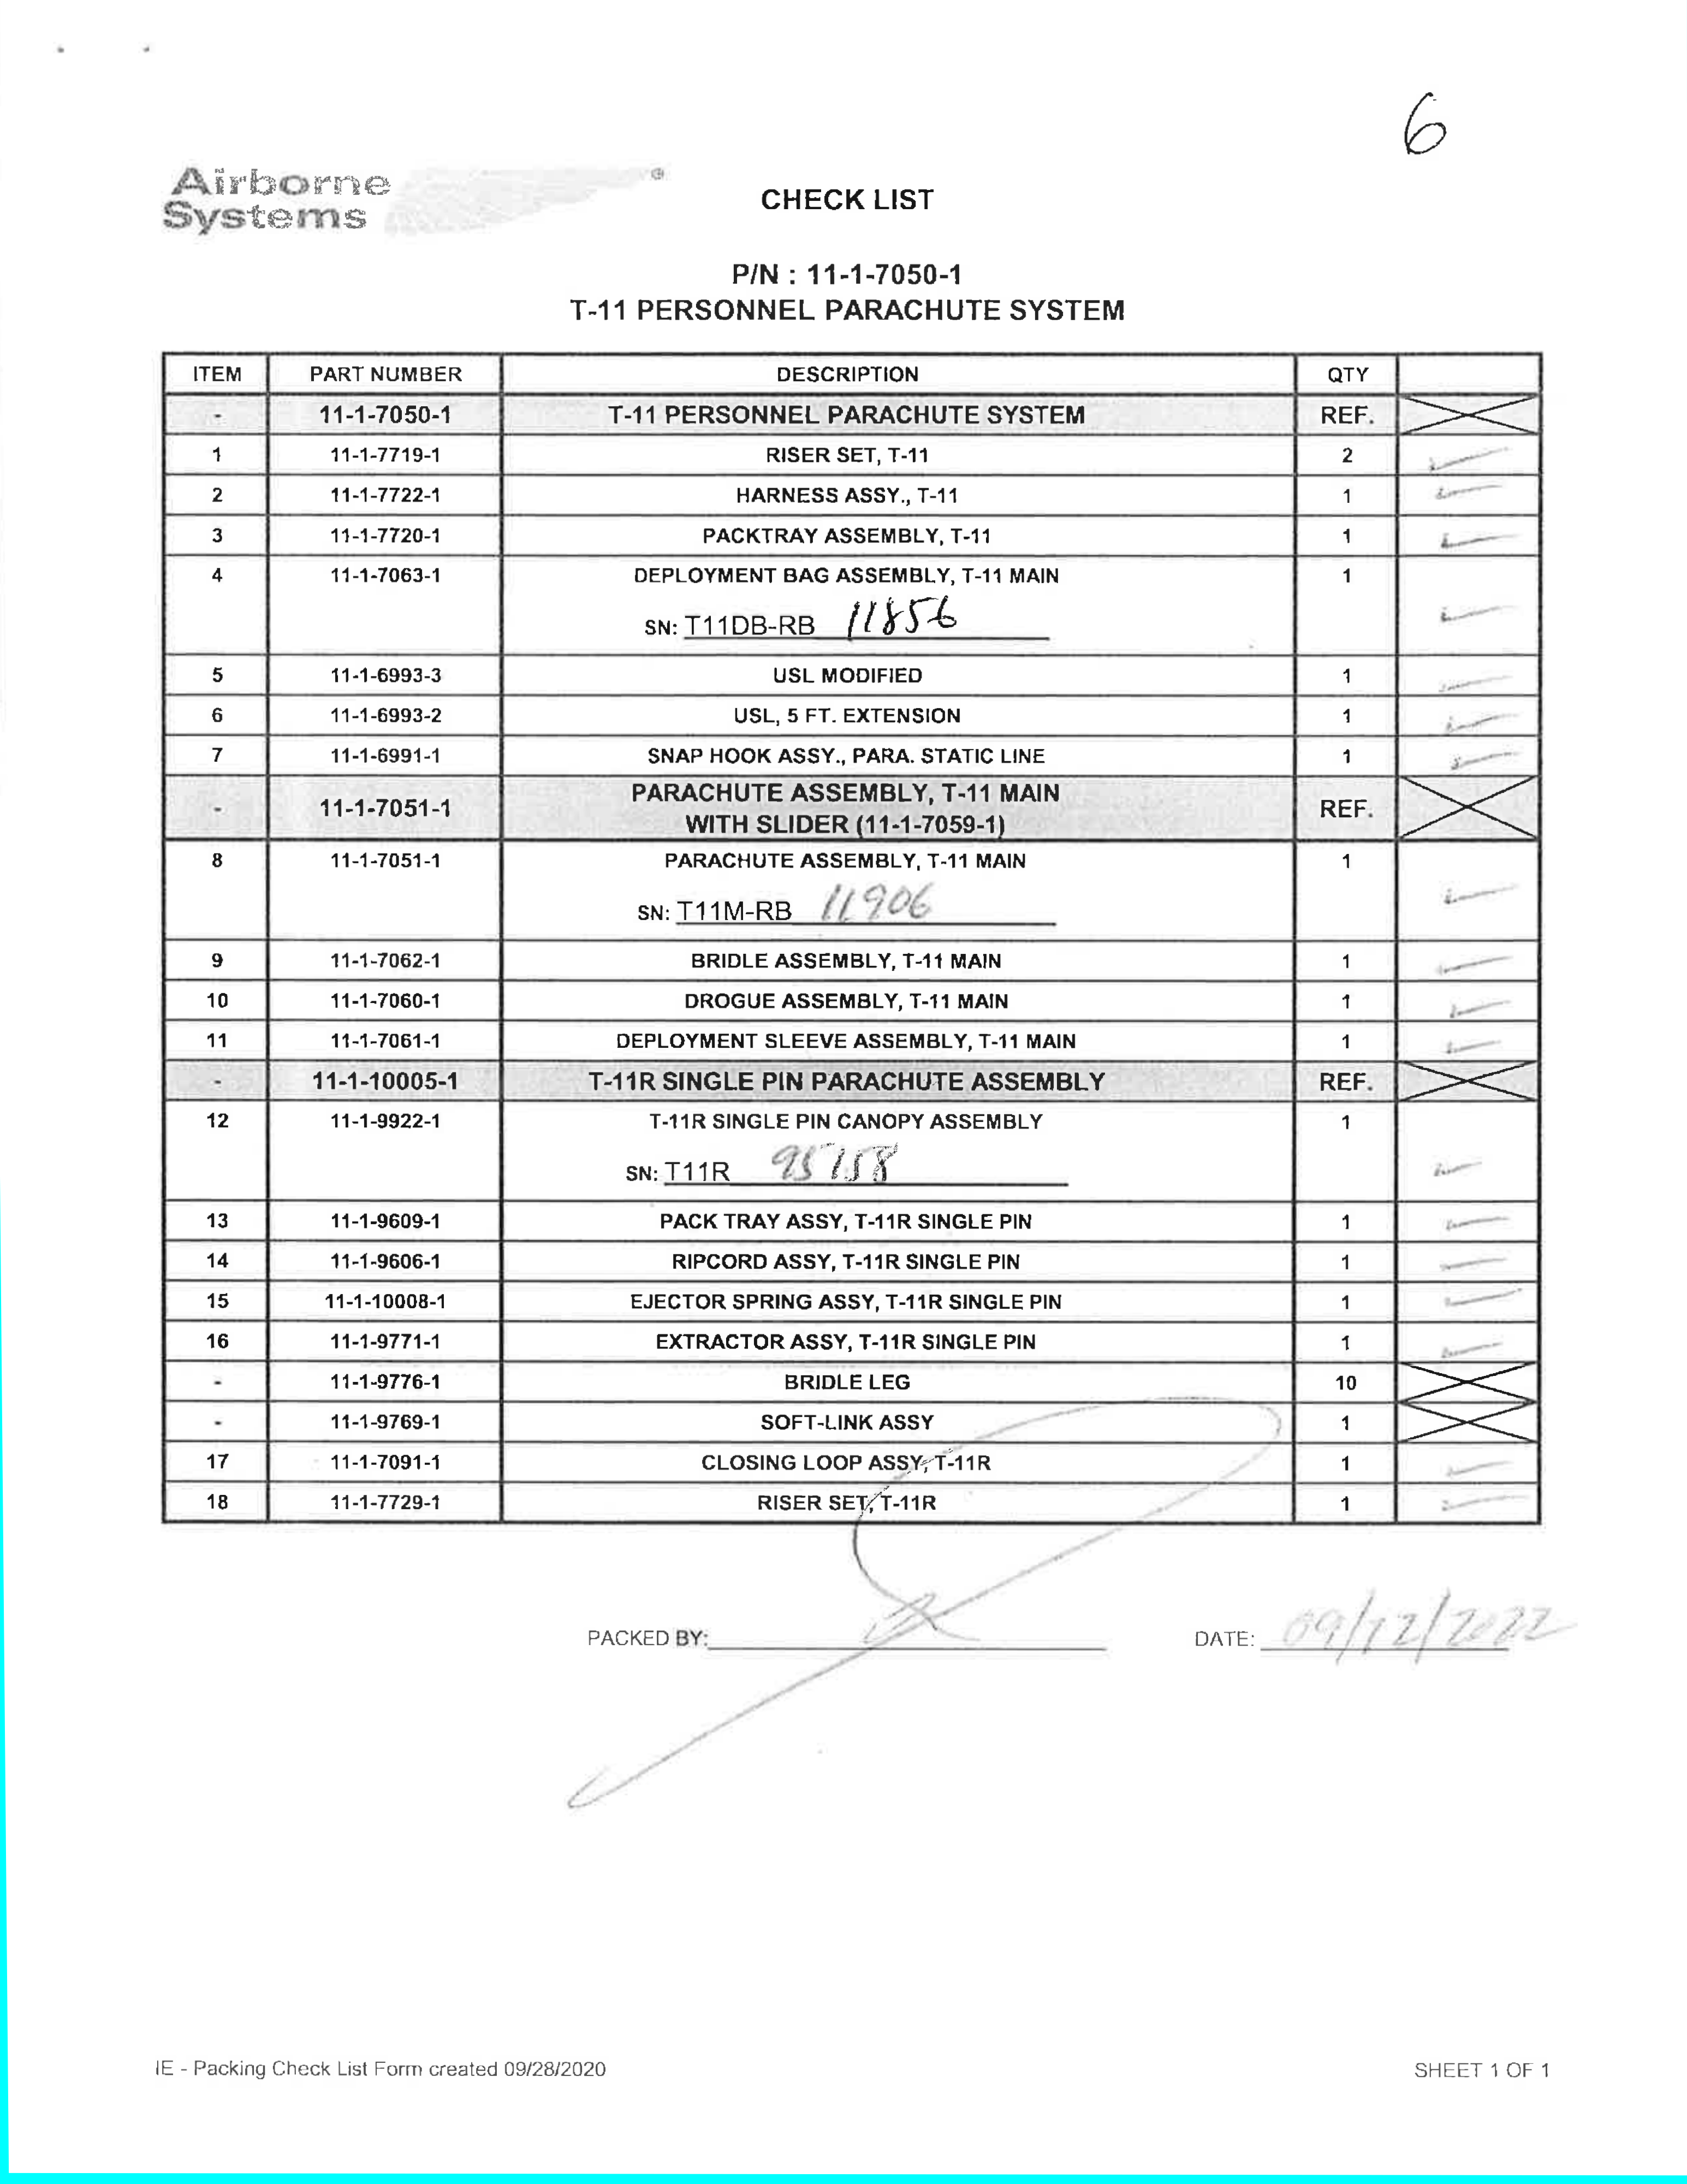 6
Airborne
Systems ®
CHECK LIST
P/N : 11-1-7050-1
T-11 PERSONNEL PARACHUTE SYSTEM
ITEM PART NUMBER DESCRIPTION QTY
- 11-1-7050-1 T-11 PERSONNEL PARACHUTE SYSTEM REF.
1 11-1-7719-1 RISER SET, T-11 2
2 11-1-7722-1 HARNESS ASSY., T-11 1
3 11-1-7720-1 PACKTRAY ASSEMBLY, T-11 1
4 11-1-7063-1 DEPLOYMENT BAG ASSEMBLY, T-11 MAIN 1
SN: T11DB-RB 11856
5 11-1-6993-3 USL MODIFIED 1
6 11-1-6993-2 USL, 5 FT. EXTENSION 1
7 11-1-6991-1 SNAP HOOK ASSY., PARA. STATIC LINE 1
- 11-1-7051-1 PARACHUTE ASSEMBLY, T-11 MAIN REF.
WITH SLIDER (11-1-7059-1)
8 11-1-7051-1 PARACHUTE ASSEMBLY, T-11 MAIN 1
SN: T11M-RB 11906
9 11-1-7062-1 BRIDLE ASSEMBLY, T-11 MAIN 1
10 11-1-7060-1 DROGUE ASSEMBLY, T-11 MAIN 1
11 11-1-7061-1 DEPLOYMENT SLEEVE ASSEMBLY, T-11 MAIN 1
- 11-1-10005-1 T-11R SINGLE PIN PARACHUTE ASSEMBLY REF.
12 11-1-9922-1 T-11R SINGLE PIN CANOPY ASSEMBLY 1
SN: T11R 95158
13 11-1-9609-1 PACK TRAY ASSY, T-11R SINGLE PIN 1
14 11-1-9606-1 RIPCORD ASSY, T-11R SINGLE PIN 1
15 11-1-10008-1 EJECTOR SPRING ASSY, T-11R SINGLE PIN 1
16 11-1-9771-1 EXTRACTOR ASSY, T-11R SINGLE PIN 1
- 11-1-9776-1 BRIDLE LEG 10
- 11-1-9769-1 SOFT-LINK ASSY 1
17 11-1-7091-1 CLOSING LOOP ASSY, T-11R 1
18 11-1-7729-1 RISER SET, T-11R 1
PACKED BY: DATE: 09/12/2022
IE - Packing Check List Form created 09/28/2020 SHEET 1 OF 1